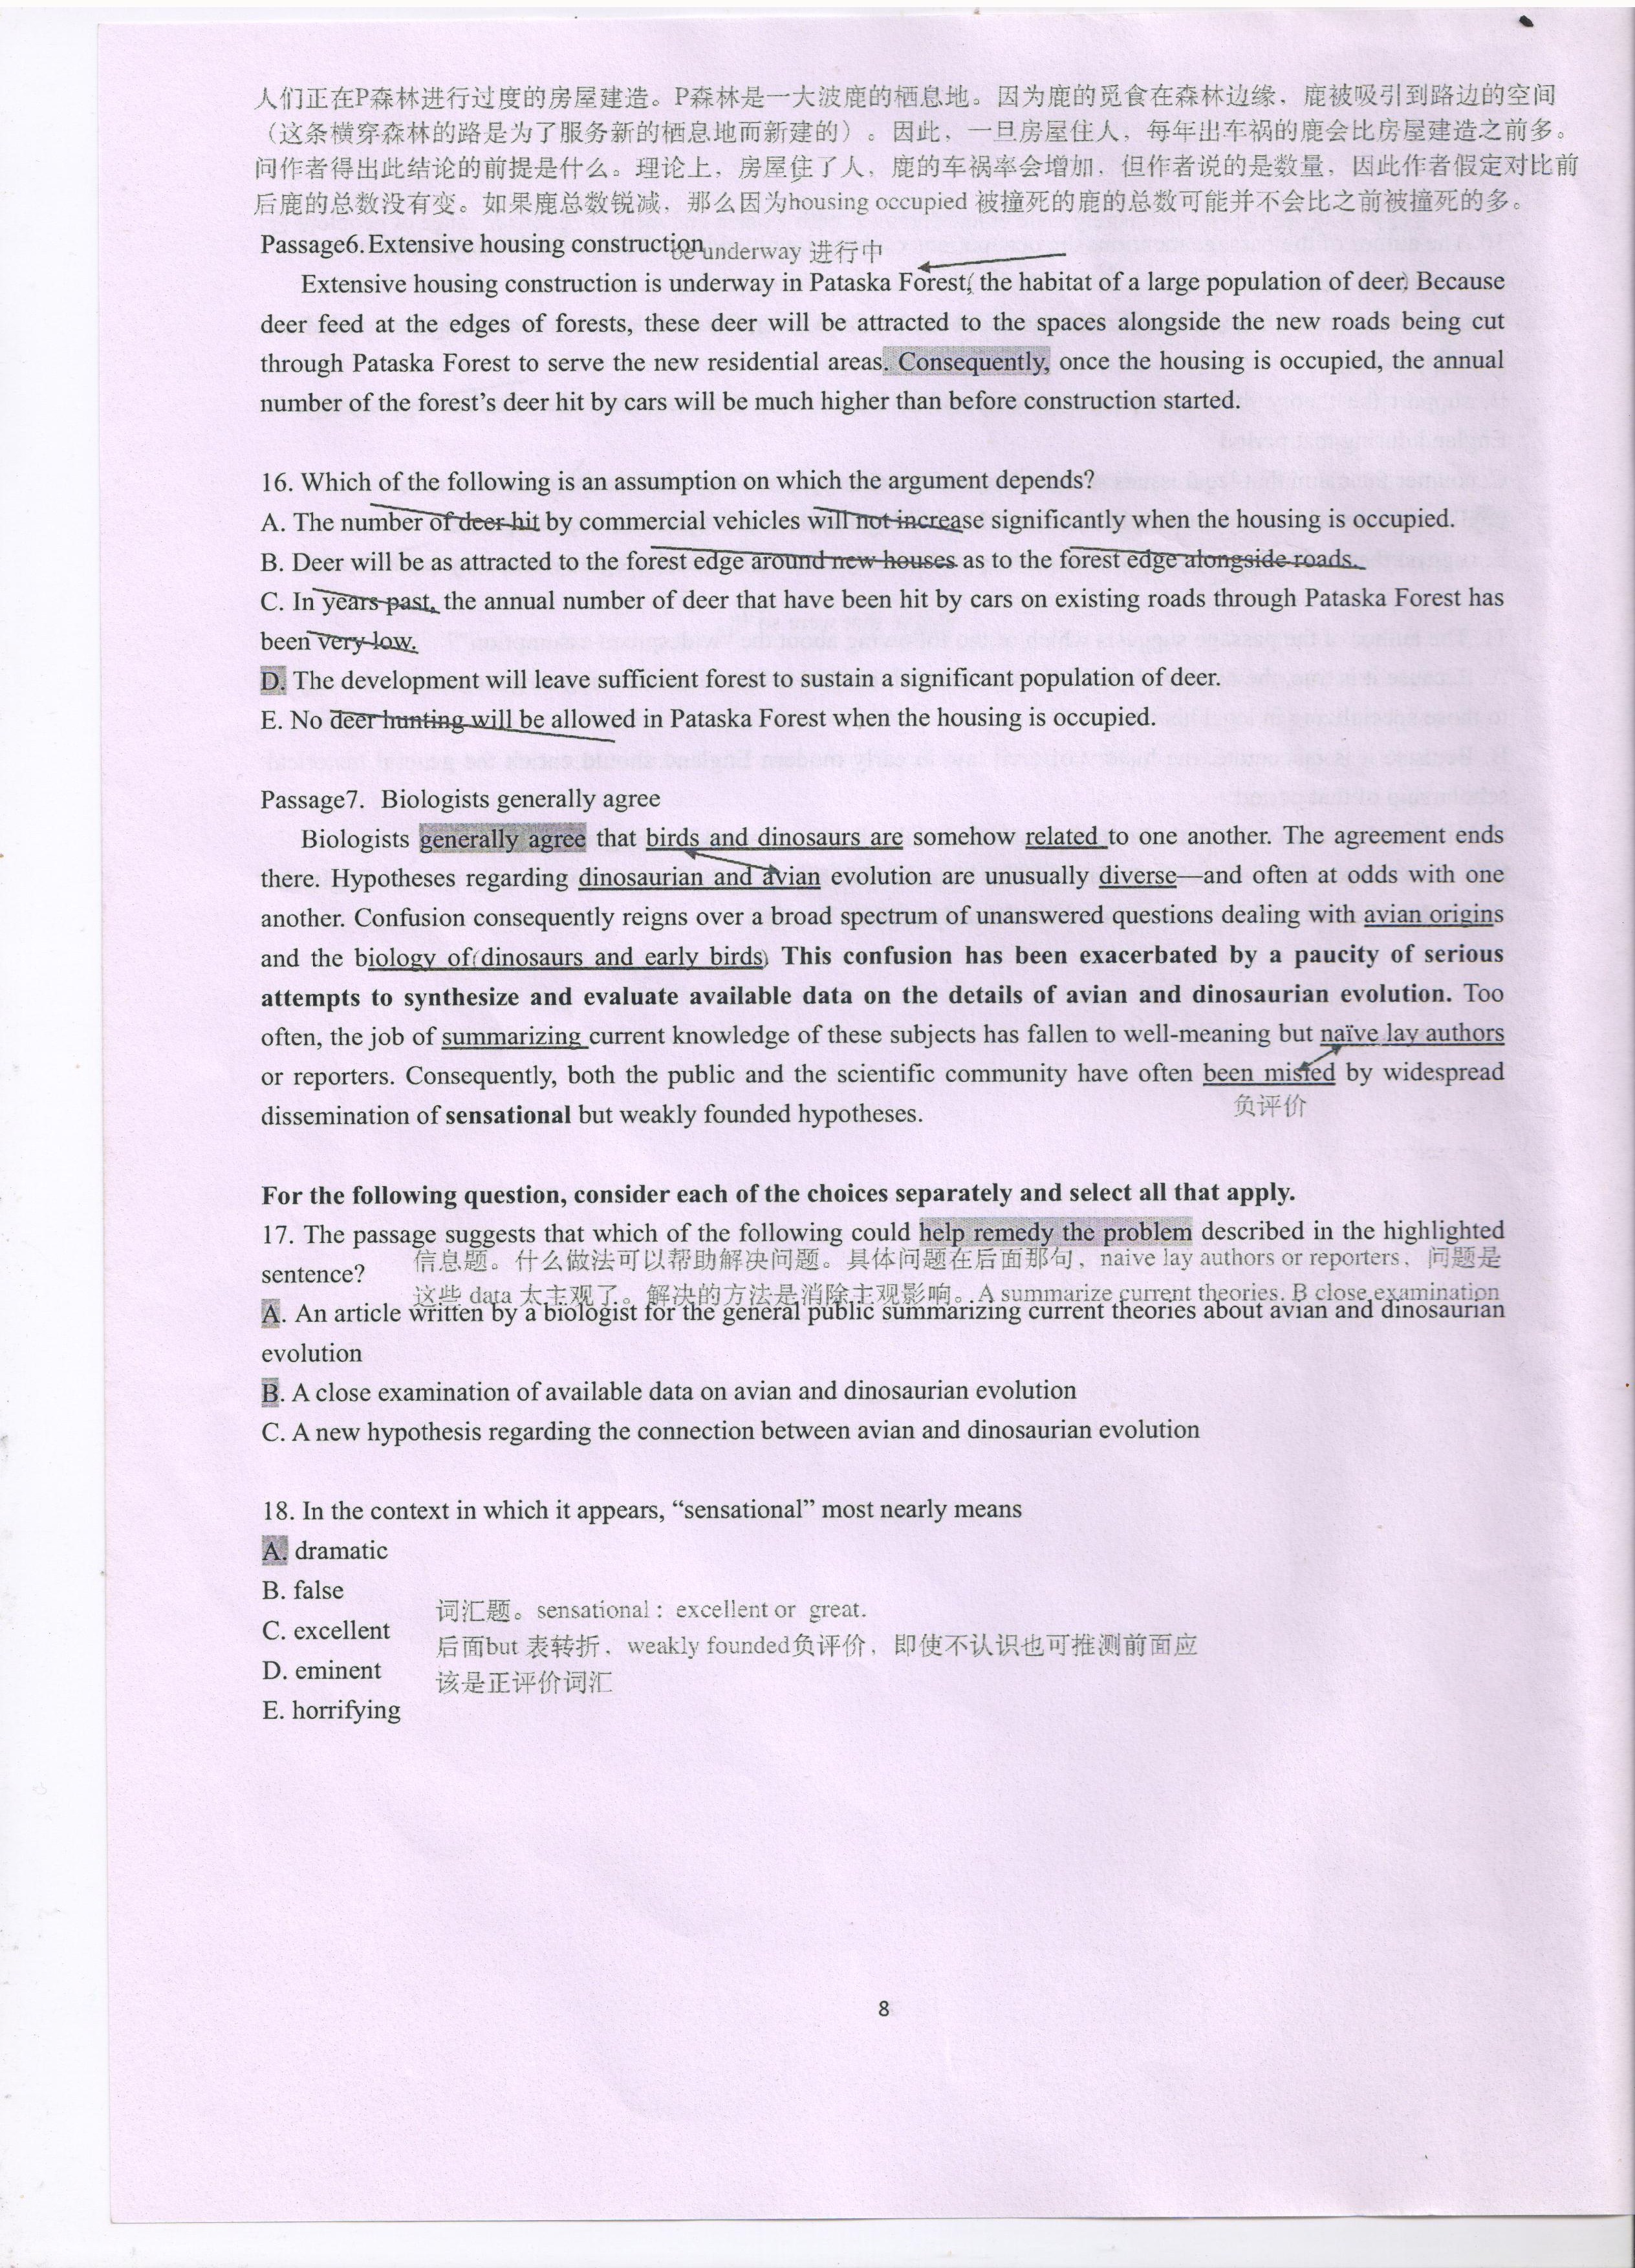 人们正在P森林进行过度的房屋建造。P森林是一大波鹿的栖息地。因为鹿的觅食在森林边缘，鹿被吸引到路边的空间
（这条横穿森林的路是为了服务新的栖息地而新建的）。因此，一旦房屋住人，每年出车祸的鹿会比房屋建造之前多。
问作者得出此结论的前提是什么。理论上，房屋住了人，鹿的车祸率会增加，但作者说的是数量，因此作者假定对比前
后鹿的总数没有变。如果鹿总数锐减，那么因为housing occupied 被撞死的鹿的总数可能并不会比之前被撞死的多。
Passage6. Extensive housing construction
be underway 进行中
Extensive housing construction is underway in Pataska Forest, (the habitat of a large population of deer). Because
deer feed at the edges of forests, these deer will be attracted to the spaces alongside the new roads being cut
through Pataska Forest to serve the new residential areas. Consequently, once the housing is occupied, the annual
number of the forest's deer hit by cars will be much higher than before construction started.
16. Which of the following is an assumption on which the argument depends?
A. The number of deer hit by commercial vehicles will not increase significantly when the housing is occupied.
B. Deer will be as attracted to the forest edge around new houses as to the forest edge alongside roads.
C. In years past, the annual number of deer that have been hit by cars on existing roads through Pataska Forest has
been very low.
D. The development will leave sufficient forest to sustain a significant population of deer.
E. No deer hunting will be allowed in Pataska Forest when the housing is occupied.
Passage7. Biologists generally agree
Biologists generally agree that birds and dinosaurs are somehow related to one another. The agreement ends
there. Hypotheses regarding dinosaurian and avian evolution are unusually diverse—and often at odds with one
another. Confusion consequently reigns over a broad spectrum of unanswered questions dealing with avian origins
and the biology of (dinosaurs and early birds) This confusion has been exacerbated by a paucity of serious
attempts to synthesize and evaluate available data on the details of avian and dinosaurian evolution. Too
often, the job of summarizing current knowledge of these subjects has fallen to well-meaning but naïve lay authors
or reporters. Consequently, both the public and the scientific community have often been misled by widespread
dissemination of sensational but weakly founded hypotheses.
负评价
For the following question, consider each of the choices separately and select all that apply.
17. The passage suggests that which of the following could help remedy the problem described in the highlighted
sentence?
信息题。什么做法可以帮助解决问题。具体问题在后面那句，naive lay authors or reporters，问题是
这些 data 太主观了。解决的方法是消除主观影响。.A summarize current theories. B close examination
A. An article written by a biologist for the general public summarizing current theories about avian and dinosaurian
evolution
B. A close examination of available data on avian and dinosaurian evolution
C. A new hypothesis regarding the connection between avian and dinosaurian evolution
18. In the context in which it appears, “sensational” most nearly means
A. dramatic
B. false
C. excellent
D. eminent
E. horrifying
词汇题。sensational：excellent or great.
后面but 表转折，weakly founded负评价，即使不认识也可推测前面应
该是正评价词汇
8